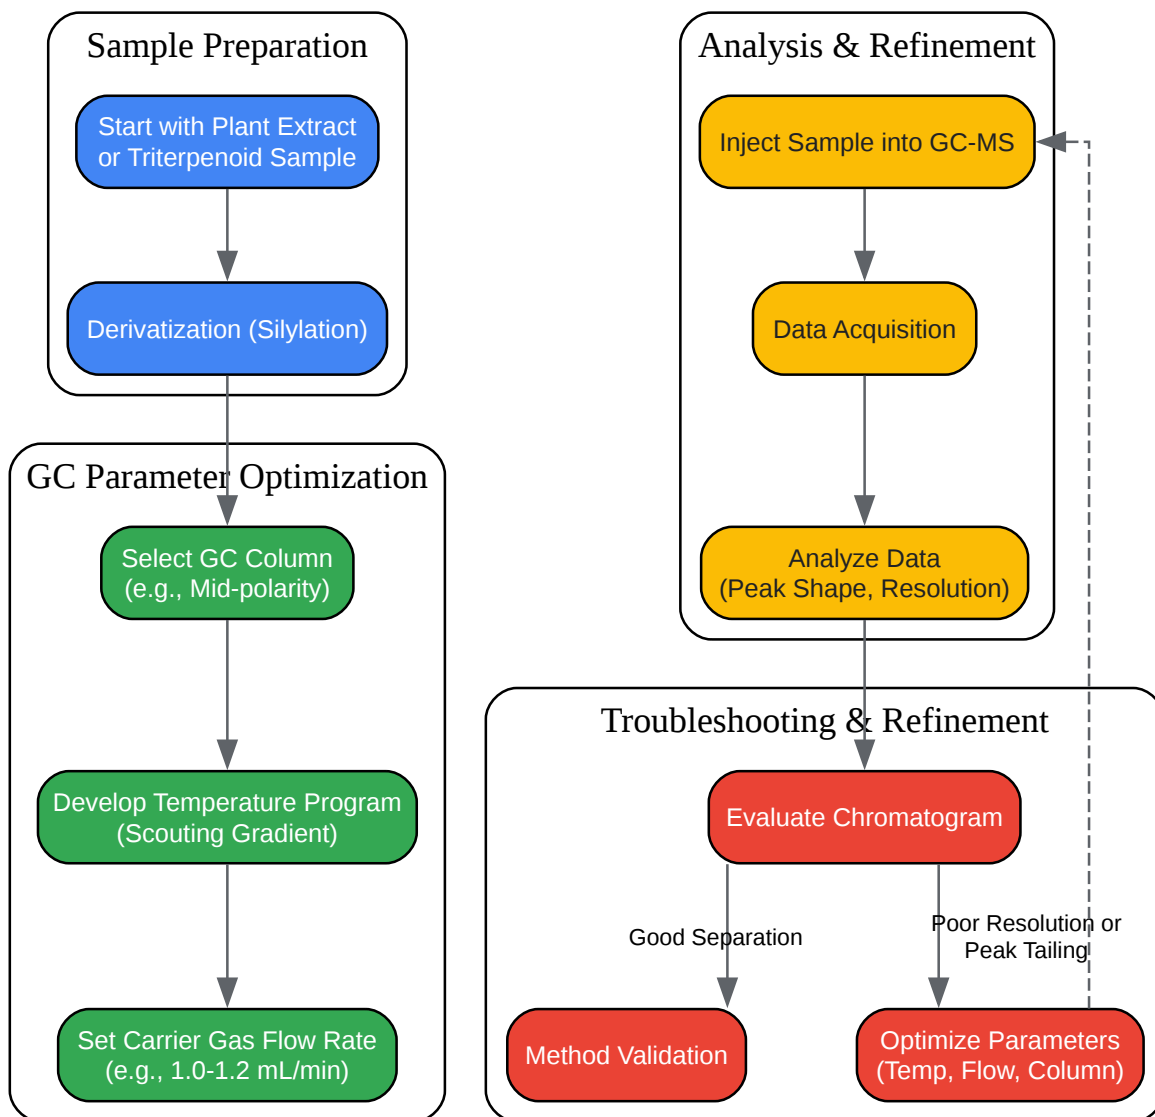 Sample Preparation
Start with Plant Extract
or Triterpenoid Sample
Derivatization (Silylation)
GC Parameter Optimization
Select GC Column
(e.g., Mid-polarity)
Develop Temperature Program
(Scouting Gradient)
Set Carrier Gas Flow Rate
(e.g., 1.0-1.2 mL/min)
Analysis & Refinement
Inject Sample into GC-MS
Data Acquisition
Analyze Data
(Peak Shape, Resolution)
Troubleshooting & Refinement
Evaluate Chromatogram
Good Separation
Poor Resolution or
Peak Tailing
Method Validation
Optimize Parameters
(Temp, Flow, Column)